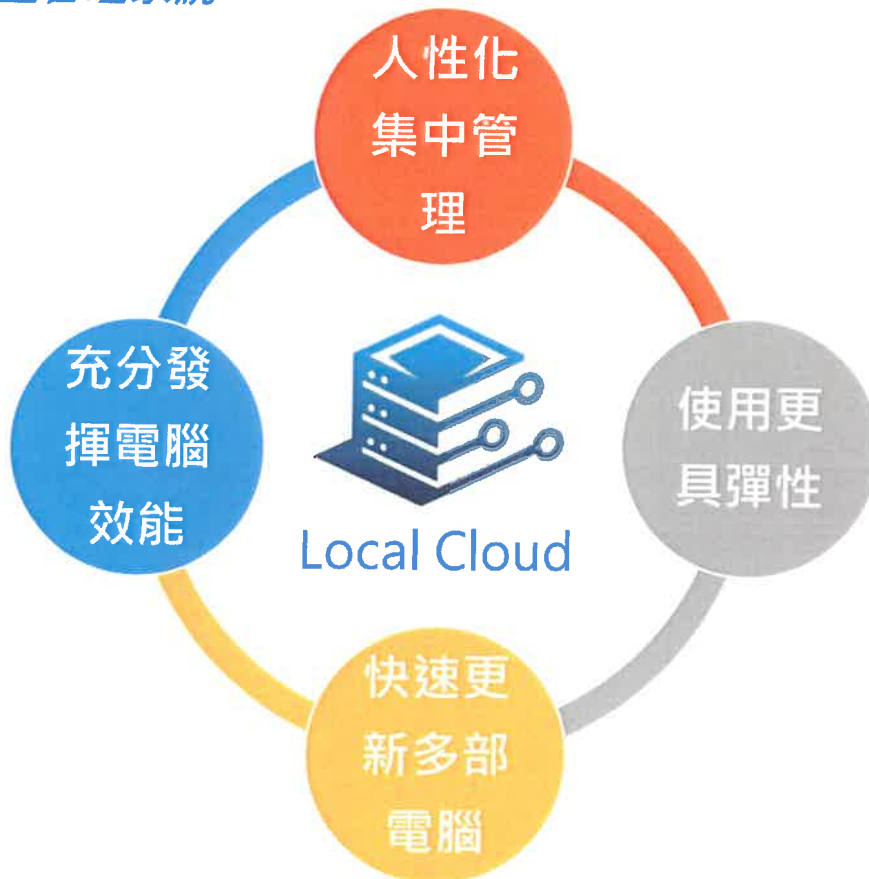 人性化
集中管
理
充分發
揮電腦
效能
使用更
具彈性
Local Cloud
快速更
新多部
電腦